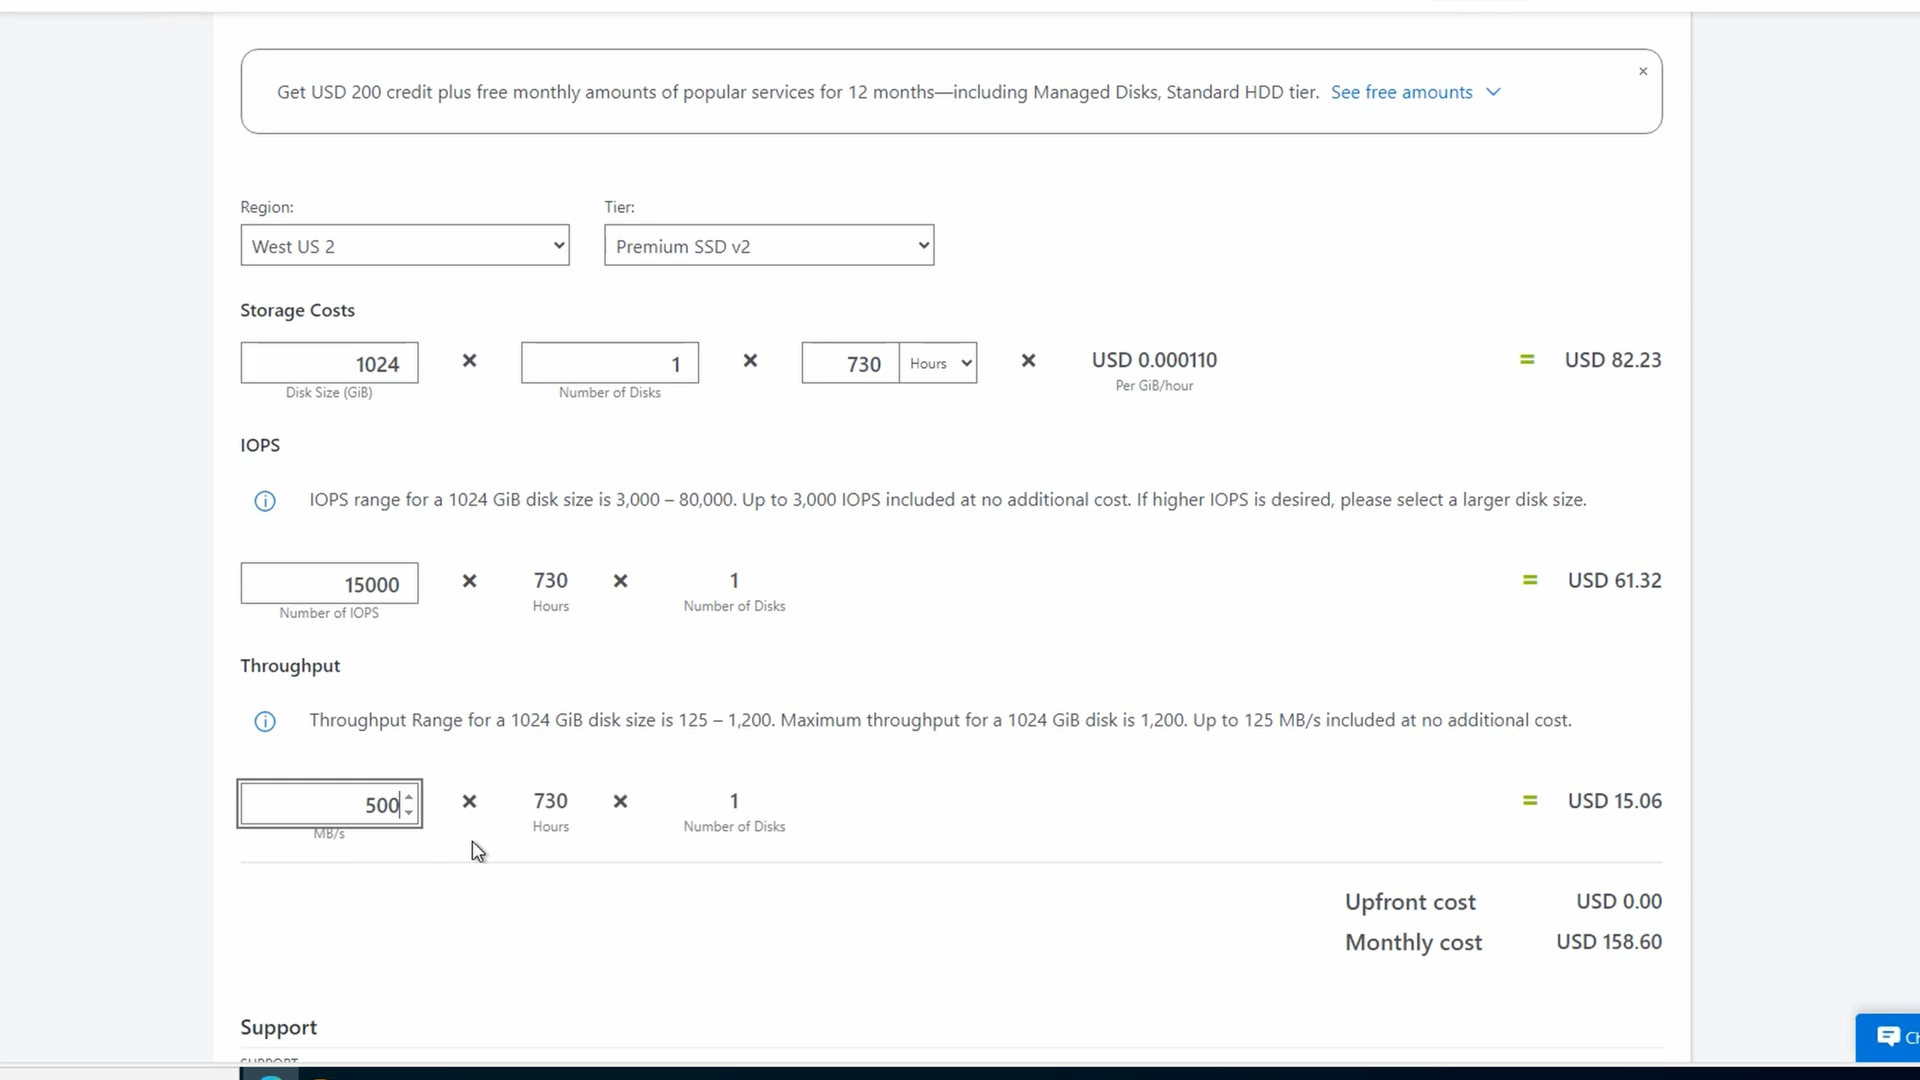 Get USD 200 credit plus free monthly amounts of popular services for 12 months—including Managed Disks, Standard HDD tier. See free amounts
×
Region: Tier:
West US 2 Premium SSD v2
Storage Costs
1024 × 1 × 730 Hours × USD 0.000110 = USD 82.23
Disk Size (GiB) Number of Disks Per GiB/hour
IOPS
IOPS range for a 1024 GiB disk size is 3,000 – 80,000. Up to 3,000 IOPS included at no additional cost. If higher IOPS is desired, please select a larger disk size.
15000 × 730 × 1 = USD 61.32
Number of IOPS Hours Number of Disks
Throughput
Throughput Range for a 1024 GiB disk size is 125 – 1,200. Maximum throughput for a 1024 GiB disk is 1,200. Up to 125 MB/s included at no additional cost.
500 × 730 × 1 = USD 15.06
MB/s Hours Number of Disks
Upfront cost USD 0.00
Monthly cost USD 158.60
Support
SUPPORT